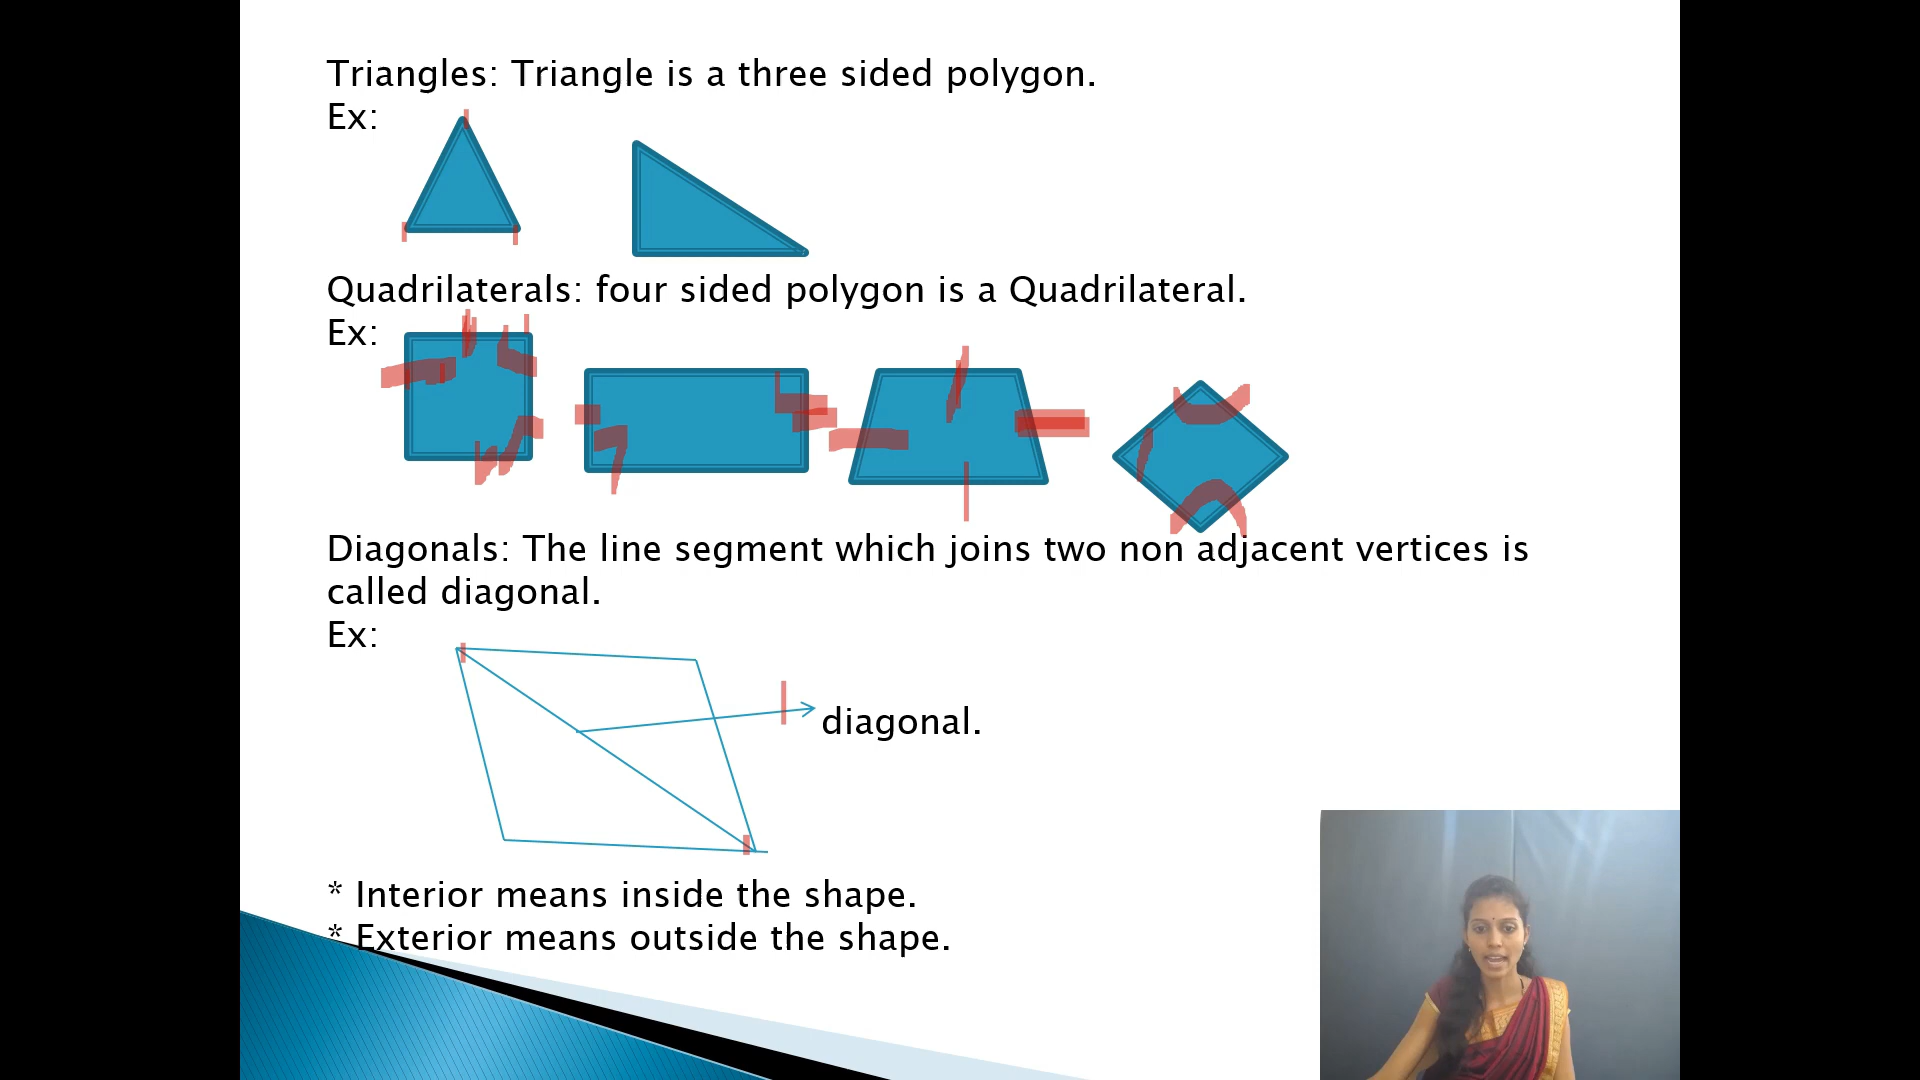 Triangles: Triangle is a three sided polygon.
Ex:
Quadrilaterals: four sided polygon is a Quadrilateral.
Ex:
Diagonals: The line segment which joins two non adjacent vertices is
called diagonal.
Ex:
diagonal.
* Interior means inside the shape.
* Exterior means outside the shape.